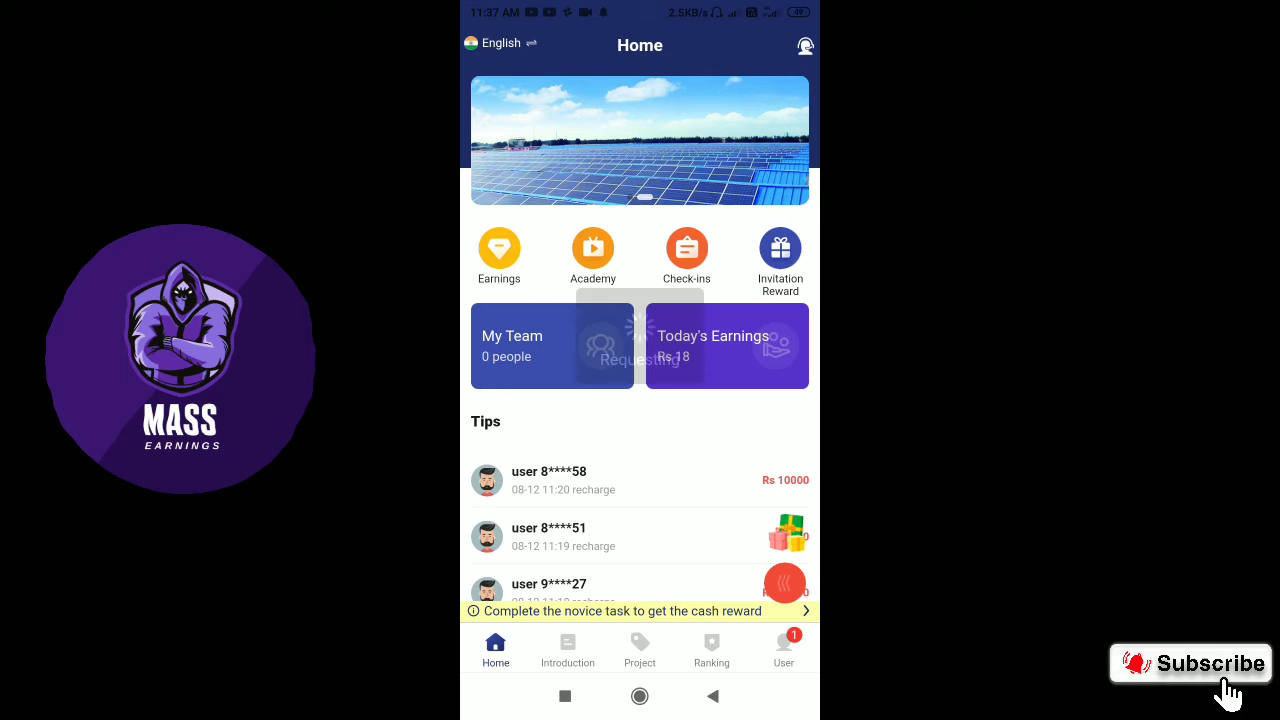 11:37 AM
2.5KB/s
49
English
Home
Earnings
Academy
Check-ins
Invitation
Reward
My Team
0 people
Today's Earnings
Rs 18
Requesting
Tips
user 8****58
08-12 11:20 recharge
Rs 10000
user 8****51
08-12 11:19 recharge
user 9****27
Complete the novice task to get the cash reward
1
Home
Introduction
Project
Ranking
User
MASS
EARNINGS
Subscribe